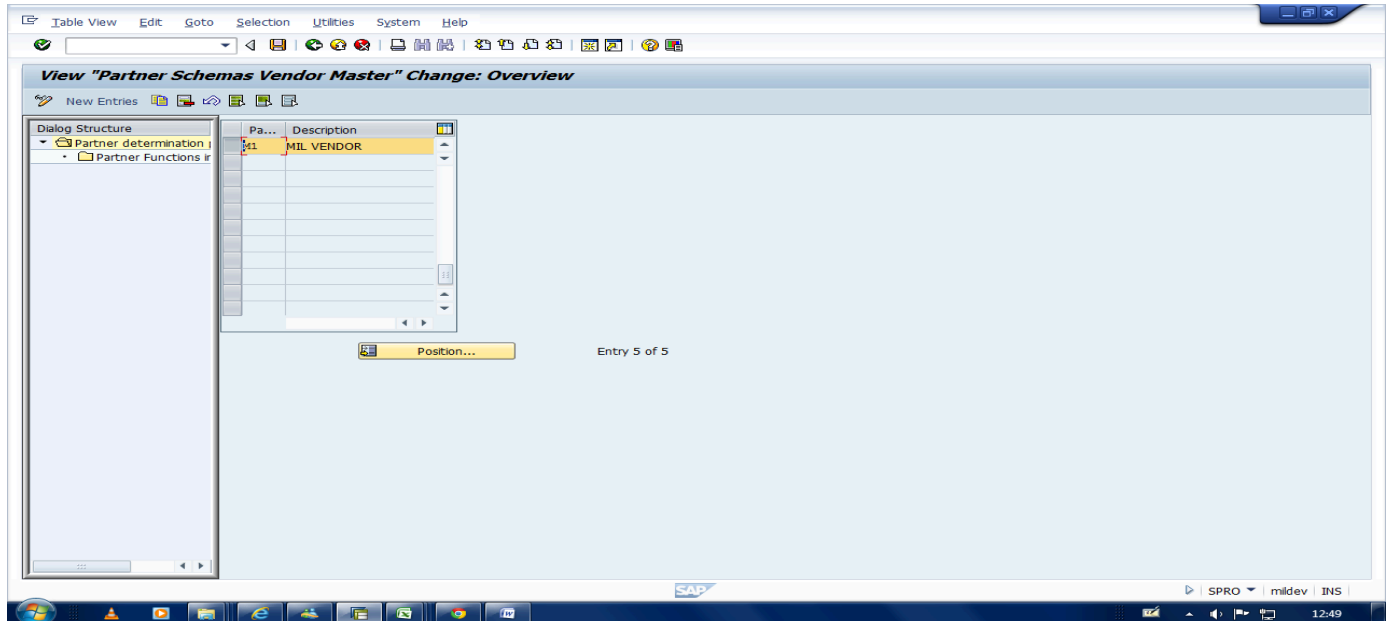 Table View Edit Goto Selection Utilities System Help
View "Partner Schemas Vendor Master" Change: Overview
New Entries
Dialog Structure
Partner determination p
Partner Functions ir
Pa... Description
M1 MIL VENDOR
Position... Entry 5 of 5
SAP
SPRO mildev INS
12:49